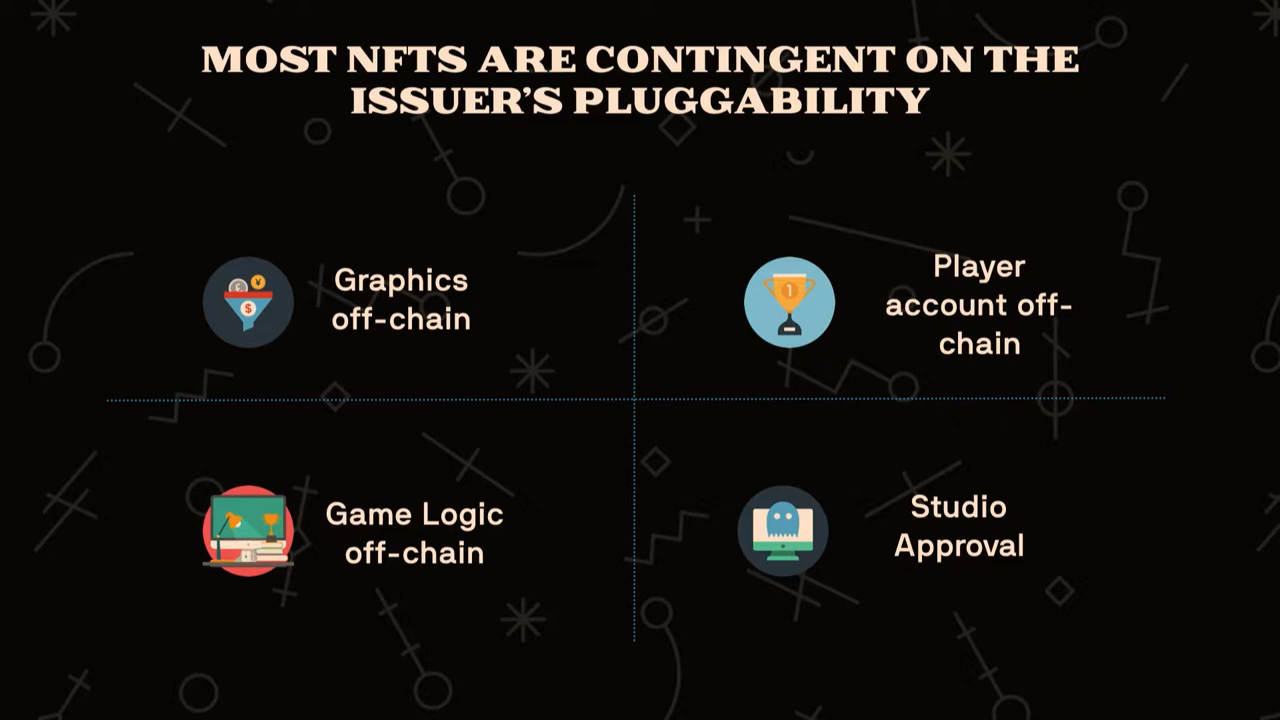 MOST NFTS ARE CONTINGENT ON THE
ISSUER'S PLUGGABILITY
Graphics
off-chain
Player
account off-
chain
Game Logic
off-chain
Studio
Approval